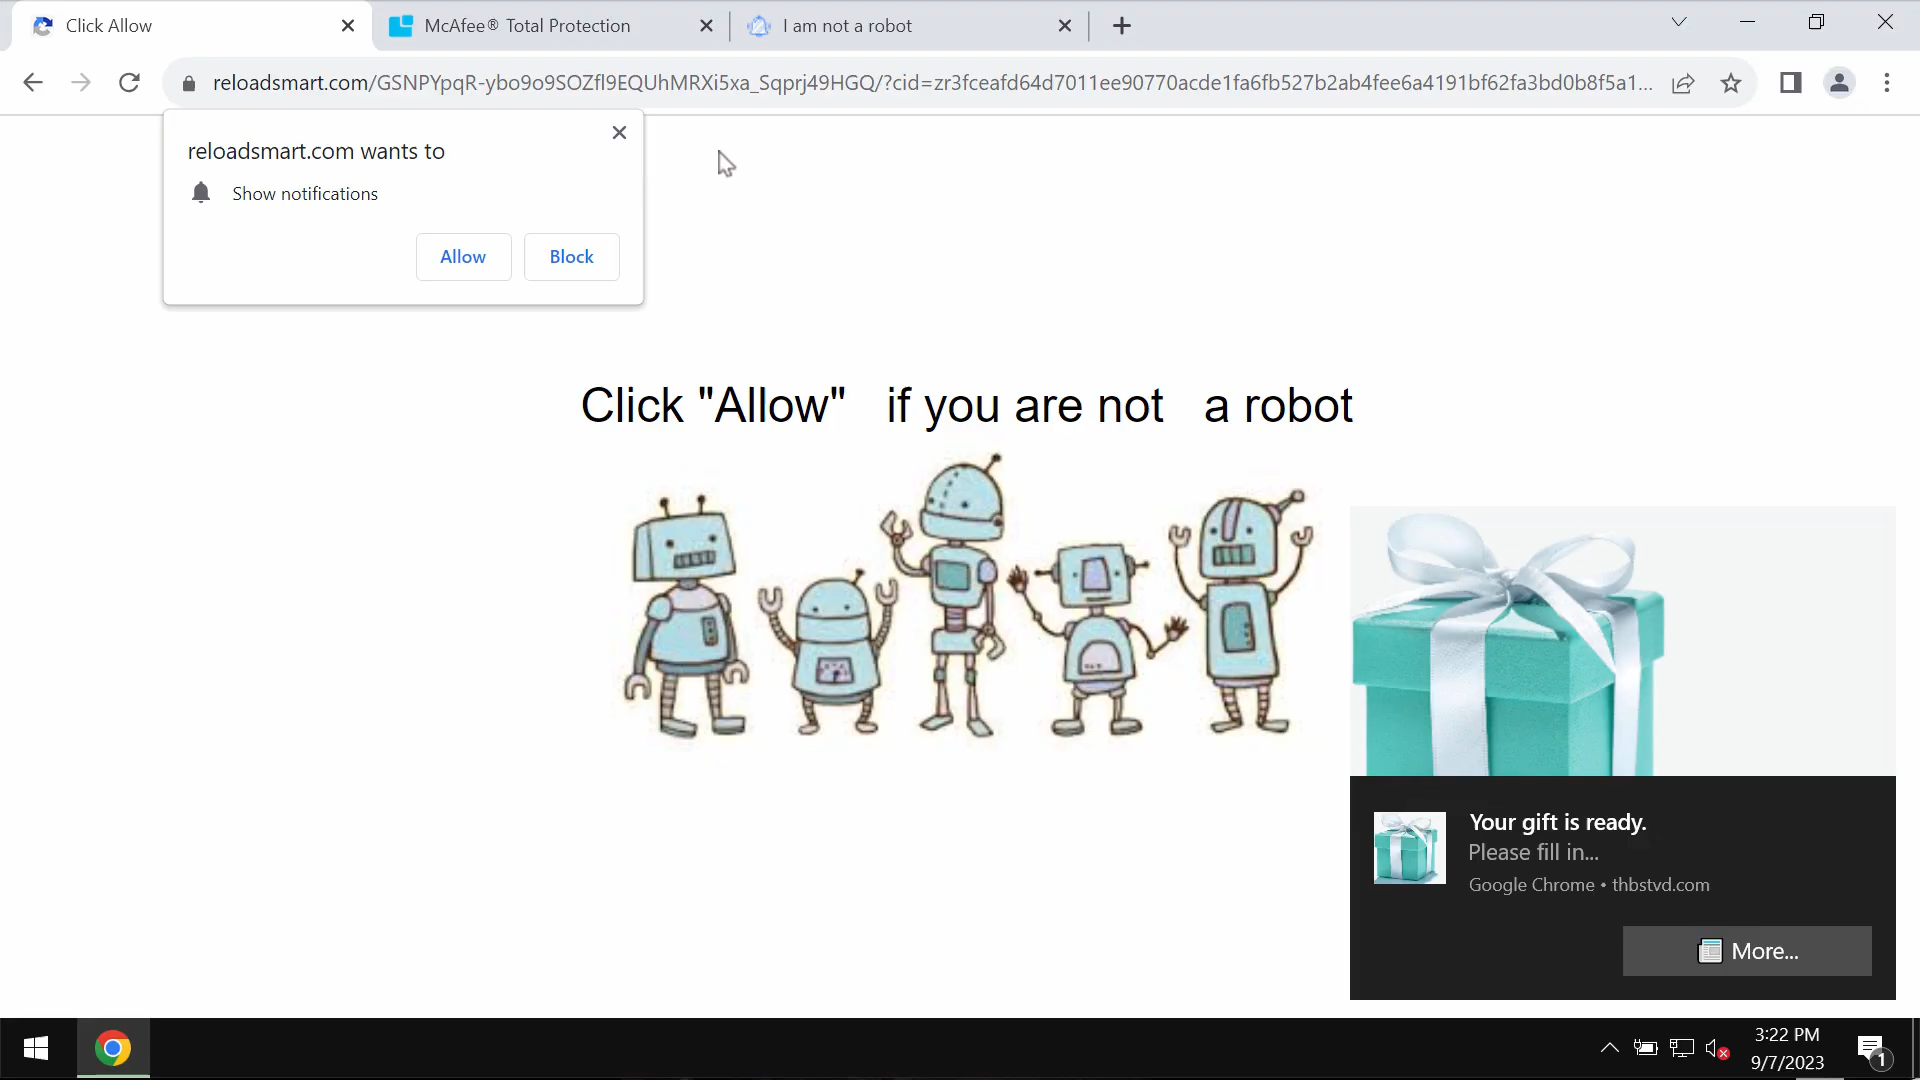 Click Allow
McAfee® Total Protection
I am not a robot
reloadsmart.com/GSNPYpqR-ybo9o9SOZfl9EQUhMRXi5xa_Sqprj49HGQ/?cid=zr3fceafd64d7011ee90770acde1fa6fb527b2ab4fee6a4191bf62fa3bd0b8f5a1...
reloadsmart.com wants to
Show notifications
Allow
Block
Click "Allow" if you are not a robot
Your gift is ready.
Please fill in...
Google Chrome • thbstvd.com
More...
3:22 PM
9/7/2023
1